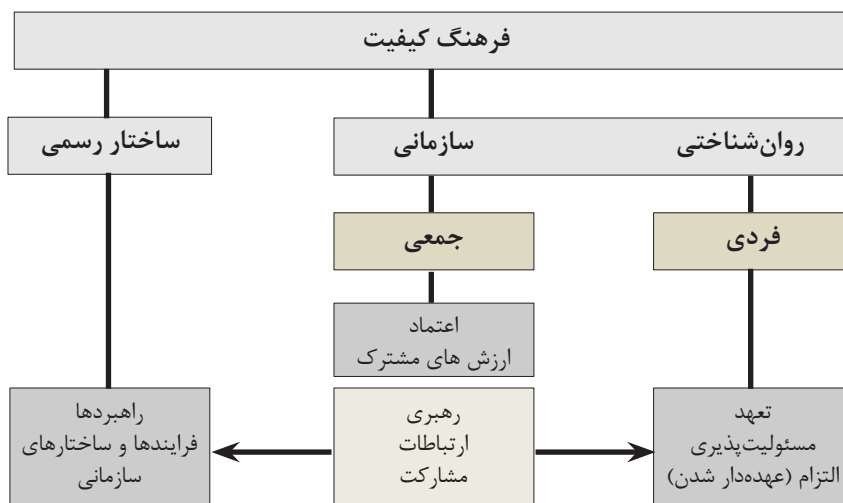 فرهنگ کیفیت
روان‌شناختی
سازمانی
ساختار رسمی
فردی
جمعی
اعتماد
ارزش های مشترک
تعهد
مسئولیت‌پذیری
التزام (عهده‌دار شدن)
رهبری
ارتباطات
مشارکت
راهبردها
فرایندها و ساختارهای
سازمانی